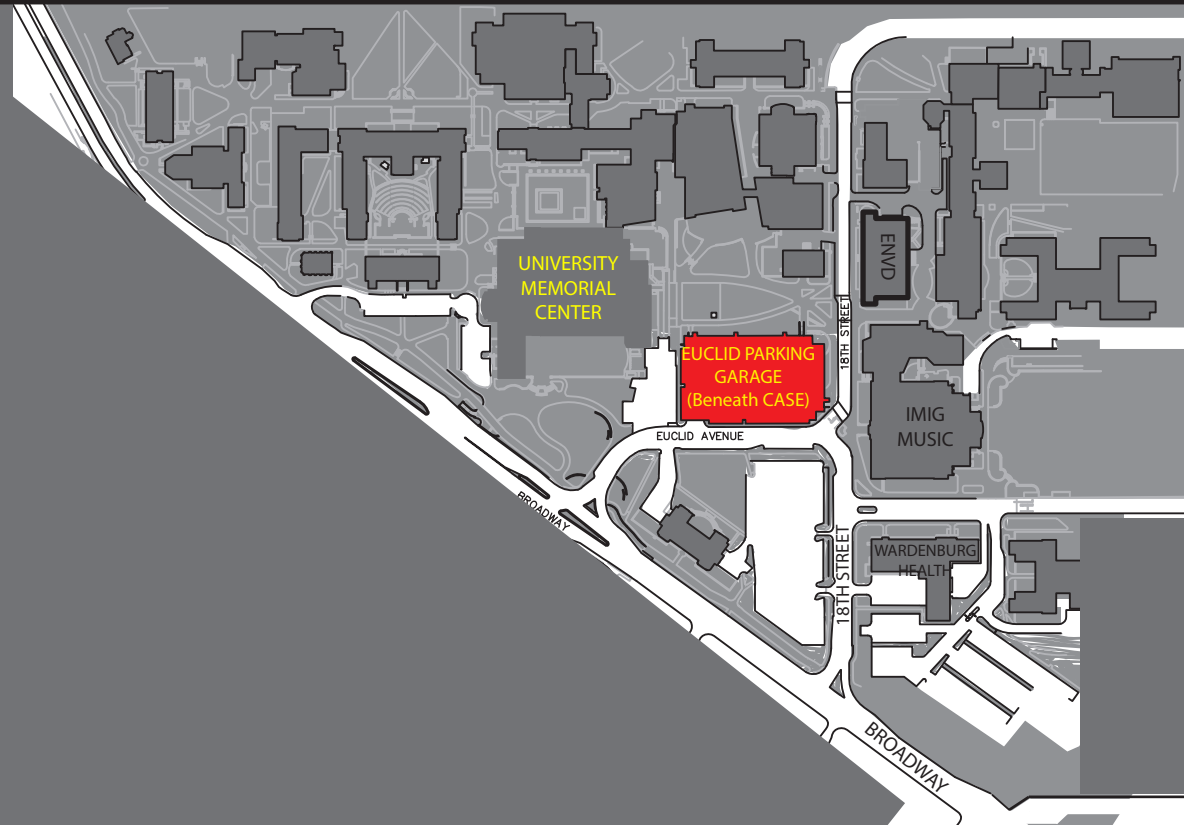 UNIVERSITY
MEMORIAL
CENTER
ENVD
18TH STREET
EUCLID PARKING
GARAGE
(Beneath CASE)
IMIG
MUSIC
EUCLID AVENUE
BROADWAY
18TH STREET
WARDENBURG
HEALTH
BROADWAY